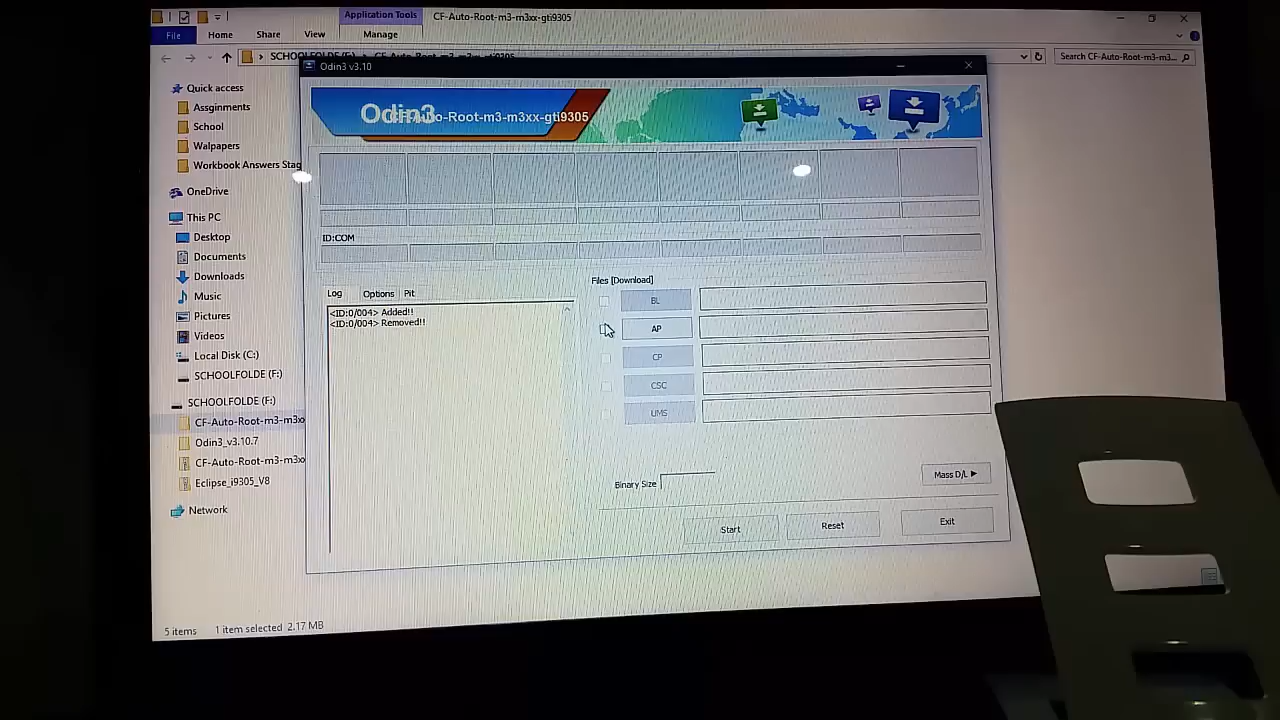 Application Tools
CF-Auto-Root-m3-m3xx-gti9305
File
Home
Share
View
Manage
SCHOOLFOLDE (F:)
Search CF-Auto-Root-m3-m3...
Odin3 v3.10
Odin3
CF-Auto-Root-m3-m3xx-gti9305
Quick access
Assginments
School
Walpapers
Workbook Answers Stag
OneDrive
This PC
Desktop
Documents
Downloads
Music
Pictures
Videos
Local Disk (C:)
SCHOOLFOLDE (F:)
SCHOOLFOLDE (F:)
CF-Auto-Root-m3-m3xx
Odin3_v3.10.7
CF-Auto-Root-m3-m3xx
Eclipse_i9305_V8
Network
5 items
1 item selected 2.17 MB
ID:COM
Log
Options
Pit
<ID:0/004> Added!!
<ID:0/004> Removed!!
Files [Download]
BL
AP
CP
CSC
UMS
Binary Size
Mass D/L
Start
Reset
Exit